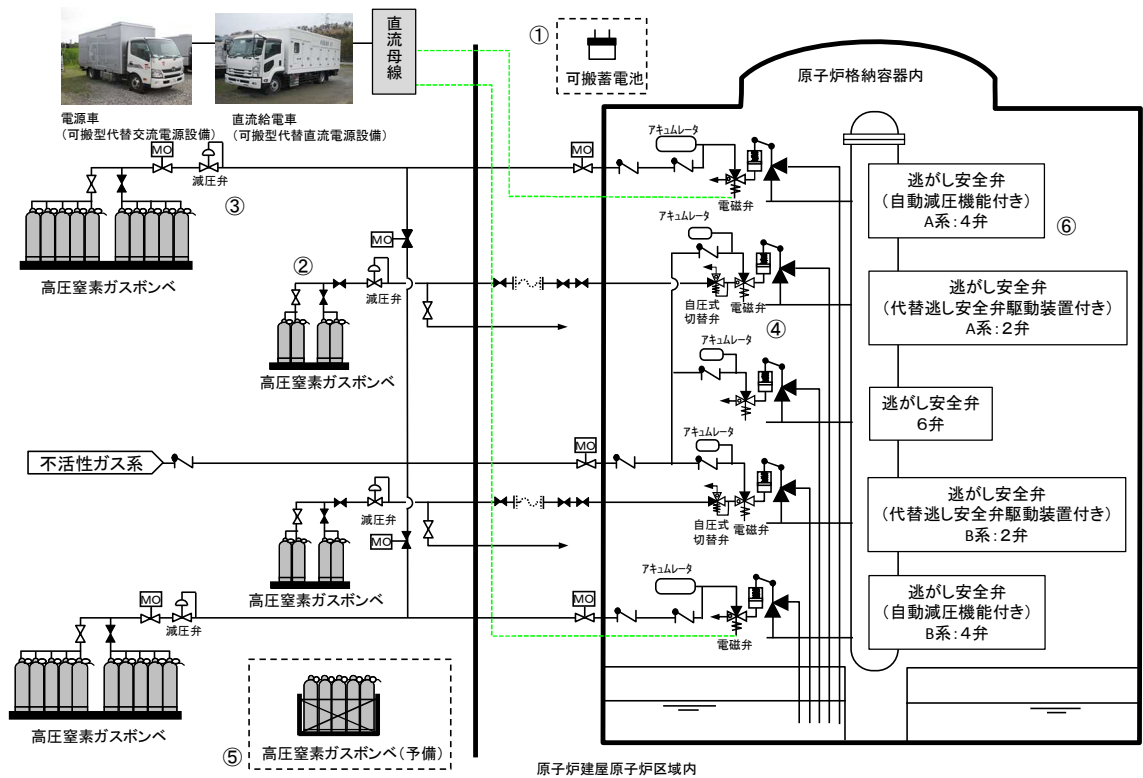 直流母線
①
可搬蓄電池
原子炉格納容器内
電源車
(可搬型代替交流電源設備)
直流給電車
(可搬型代替直流電源設備)
MO
減圧弁
③
高圧窒素ガスボンベ
MO
アキュムレータ
電磁弁
逃がし安全弁
(自動減圧機能付き)
A系:4弁
⑥
MO
②
減圧弁
高圧窒素ガスボンベ
アキュムレータ
自圧式
切替弁
電磁弁
④
逃がし安全弁
(代替逃し安全弁駆動装置付き)
A系:2弁
アキュムレータ
逃がし安全弁
6弁
不活性ガス系
MO
アキュムレータ
自圧式
切替弁
電磁弁
逃がし安全弁
(代替逃し安全弁駆動装置付き)
B系:2弁
減圧弁
MO
高圧窒素ガスボンベ
MO
減圧弁
高圧窒素ガスボンベ
MO
アキュムレータ
電磁弁
逃がし安全弁
(自動減圧機能付き)
B系:4弁
⑤
高圧窒素ガスボンベ(予備)
原子炉建屋原子炉区域内